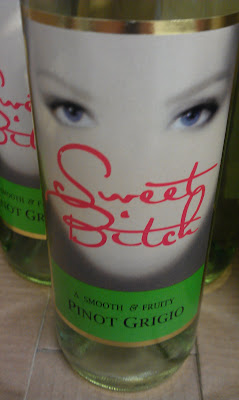 Sweet
Bitch
A SMOOTH & FRUITY
PINOT GRIGIO